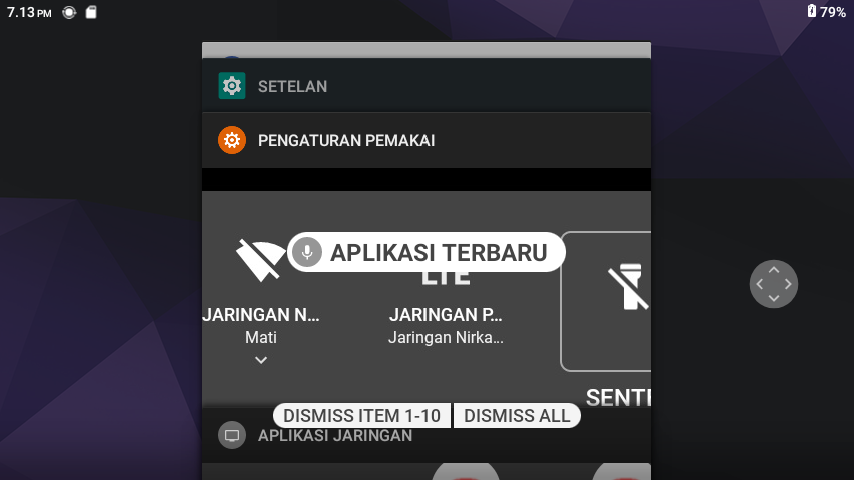 7.13 PM
79%
SETELAN
PENGATURAN PEMAKAI
APLIKASI TERBARU
LTE
JARINGAN N...
JARINGAN P...
Mati
Jaringan Nirka...
SENTE
DISMISS ITEM 1-10
DISMISS ALL
APLIKASI JARINGAN